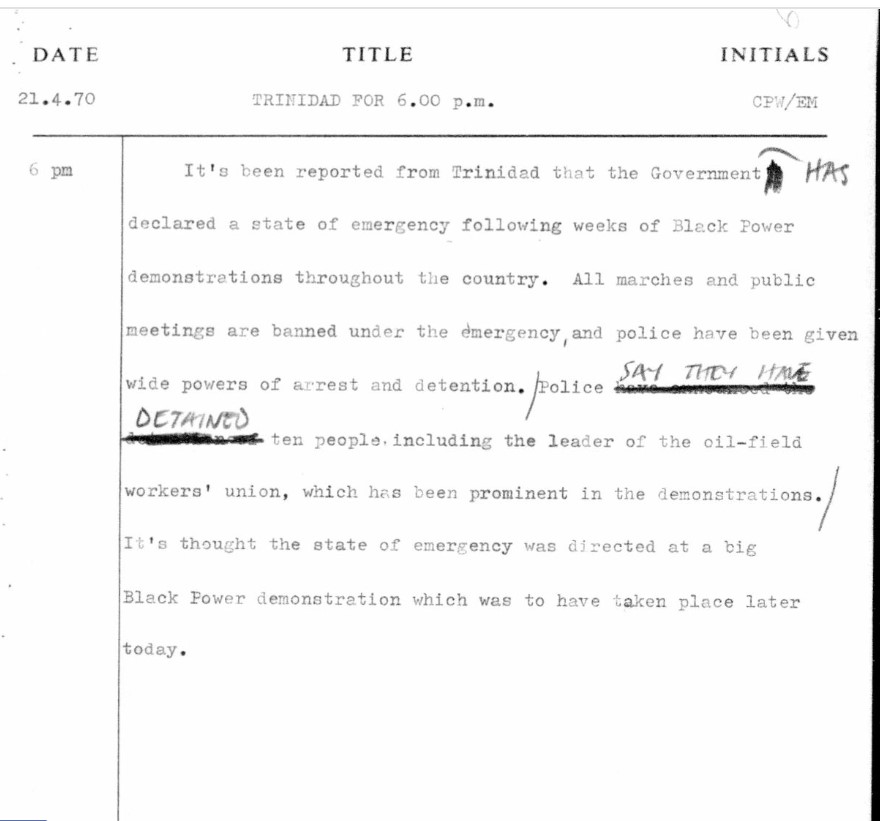 DATE TITLE INITIALS
21.4.70 TRINIDAD FOR 6.00 p.m. CPW/EM
6 pm It's been reported from Trinidad that the Government HAS
declared a state of emergency following weeks of Black Power
demonstrations throughout the country. All marches and public
meetings are banned under the emergency, and police have been given
SAY THEY HAVE
wide powers of arrest and detention. / Police have announced the
DETAINED
ten people, including the leader of the oil-field
workers' union, which has been prominent in the demonstrations. /
It's thought the state of emergency was directed at a big
Black Power demonstration which was to have taken place later
today.